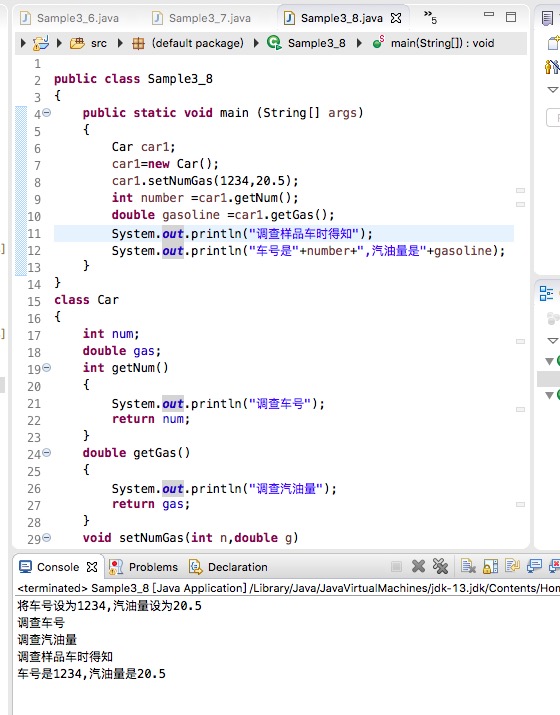 Sample3_6.java
Sample3_7.java
Sample3_8.java
»5
src
(default package)
Sample3_8
main(String[]) : void
1
2 public class Sample3_8
3 {
4 public static void main (String[] args)
5 {
6 Car car1;
7 car1=new Car();
8 car1.setNumGas(1234,20.5);
9 int number =car1.getNum();
10 double gasoline =car1.getGas();
11 System.out.println("调查样品车时得知");
12 System.out.println("车号是"+number+",汽油量是"+gasoline);
13 }
14 }
15 class Car
16 {
17 int num;
18 double gas;
19 int getNum()
20 {
21 System.out.println("调查车号");
22 return num;
23 }
24 double getGas()
25 {
26 System.out.println("调查汽油量");
27 return gas;
28 }
29 void setNumGas(int n,double g)
Console
Problems
Declaration
<terminated> Sample3_8 [Java Application] /Library/Java/JavaVirtualMachines/jdk-13.jdk/Contents/Hom
将车号设为1234,汽油量设为20.5
调查车号
调查汽油量
调查样品车时得知
车号是1234,汽油量是20.5